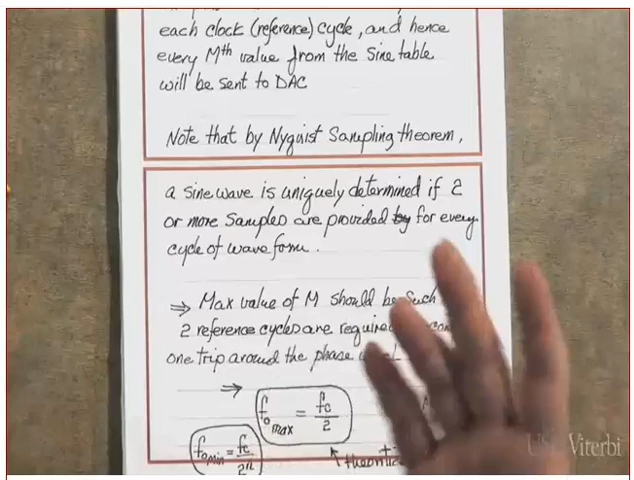 each clock (reference) cycle, and hence
every Mth value from the sine table
will be sent to DAC
Note that by Nyquist Sampling theorem,
a sine wave is uniquely determined if 2
or more samples are provided by for every
cycle of wave form.
⇒ Max value of M should be such
2 reference cycles are required
one trip around the phase
⇒ fo max = fc/2
fo min = fc/2^n
Viterbi